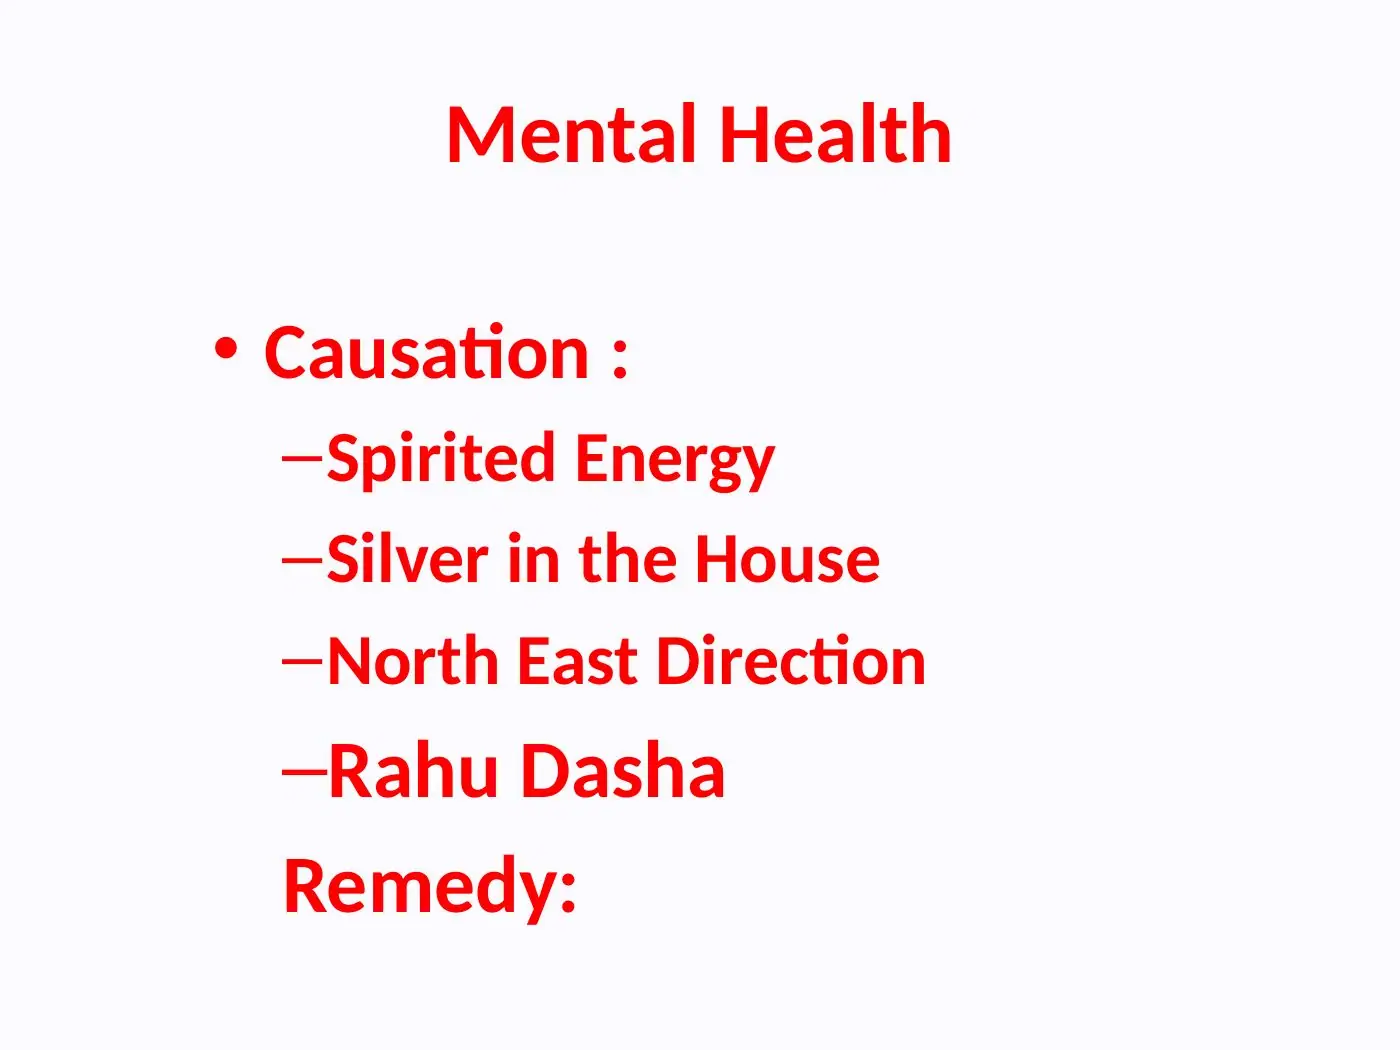 Mental Health
• Causation :
–Spirited Energy
–Silver in the House
–North East Direction
–Rahu Dasha
Remedy: